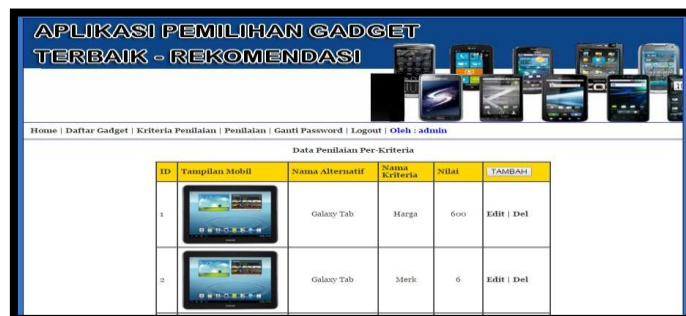 APLIKASI PEMILIHAN GADGET
TERBAIK - REKOMENDASI
Home | Daftar Gadget | Kriteria Penilaian | Penilaian | Ganti Password | Logout | Oleh : admin
Data Penilaian Per-Kriteria
ID Tampilan Mobil Nama Alternatif Nama Kriteria Nilai TAMBAH
1 Galaxy Tab Harga 600 Edit | Del
2 Galaxy Tab Merk 6 Edit | Del